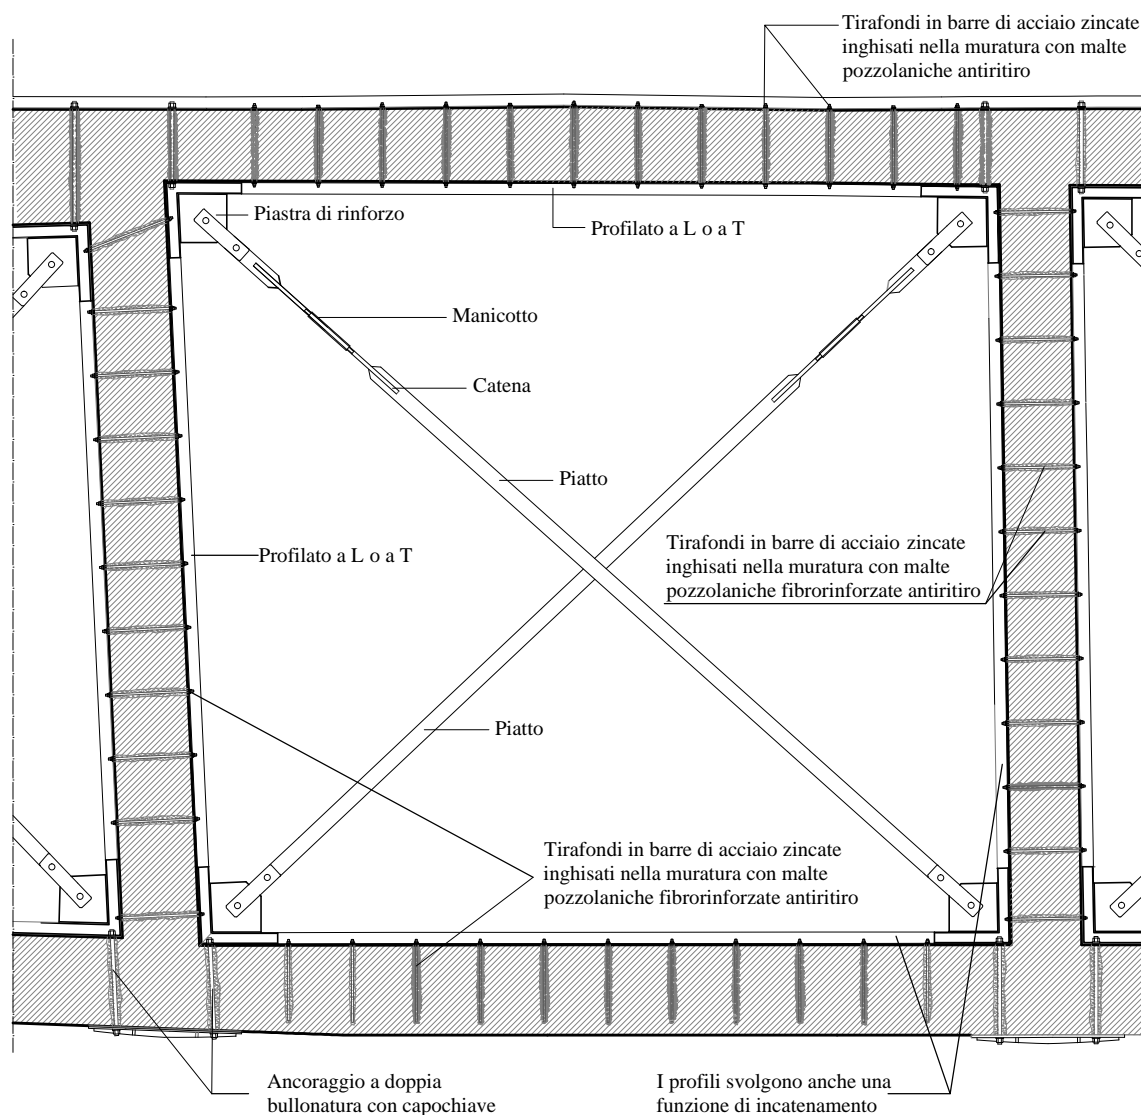 Tirafondi in barre di acciaio zincate
inghisati nella muratura con malte
pozzolaniche antiritiro
Piastra di rinforzo
Profilato a L o a T
Manicotto
Catena
Piatto
Profilato a L o a T
Tirafondi in barre di acciaio zincate
inghisati nella muratura con malte
pozzolaniche fibrorinforzate antiritiro
Piatto
Tirafondi in barre di acciaio zincate
inghisati nella muratura con malte
pozzolaniche fibrorinforzate antiritiro
Ancoraggio a doppia
bullonatura con capochiave
I profili svolgono anche una
funzione di incatenamento